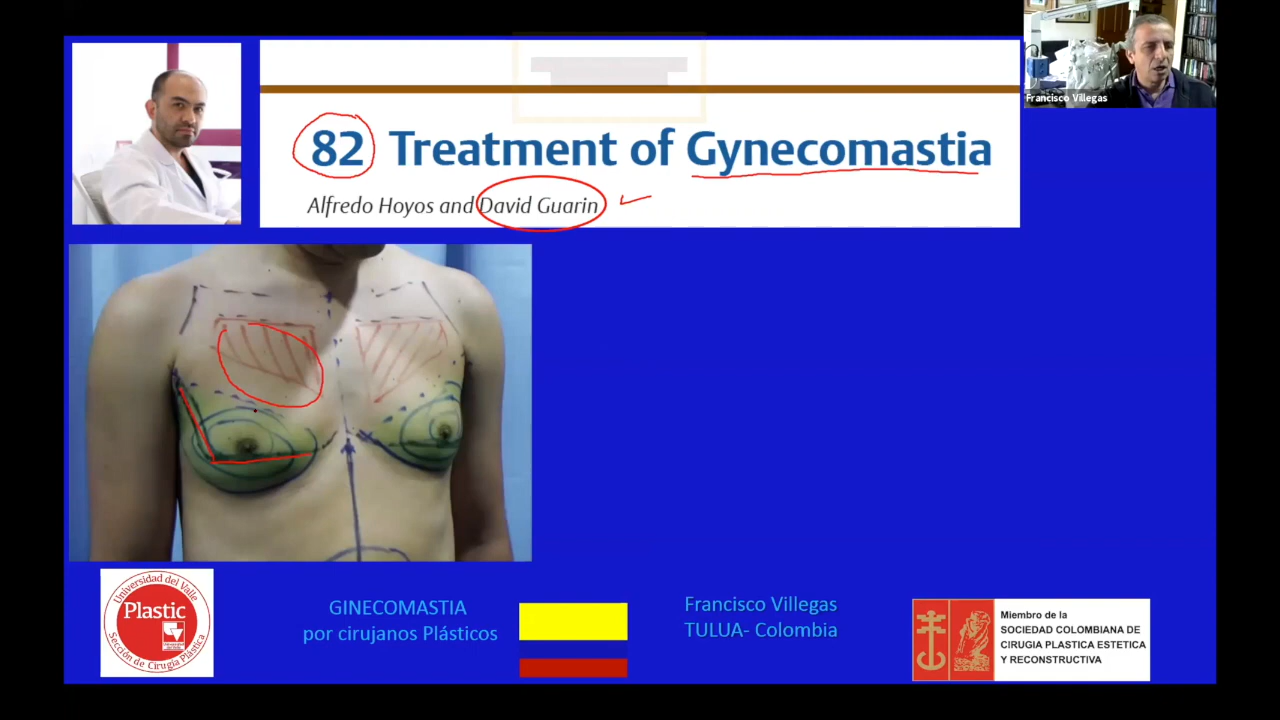 Francisco Villegas
82 Treatment of Gynecomastia
Alfredo Hoyos and David Guarin
Universidad del Valle
Plastic
Sección de Cirugía Plástica
GINECOMASTIA
por cirujanos Plásticos
Francisco Villegas
TULUA- Colombia
Miembro de la
SOCIEDAD COLOMBIANA DE
CIRUGIA PLASTICA ESTETICA
Y RECONSTRUCTIVA